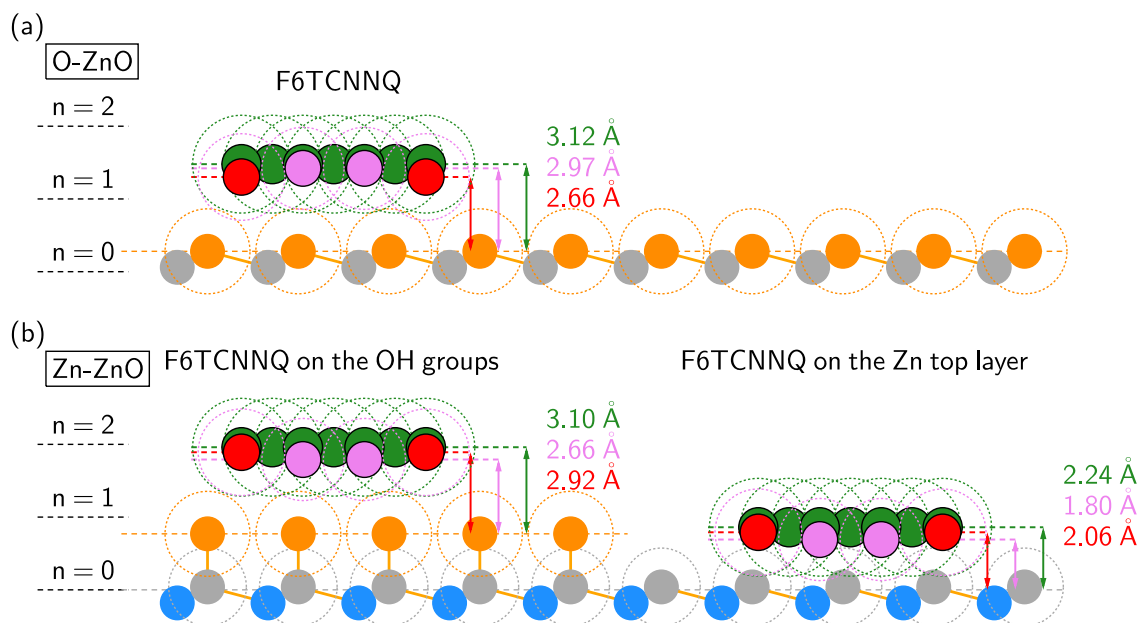 (a)
O-ZnO
F6TCNNQ
n = 2
n = 1
n = 0
3.12 Å
2.97 Å
2.66 Å
(b)
Zn-ZnO
F6TCNNQ on the OH groups
F6TCNNQ on the Zn top layer
n = 2
n = 1
n = 0
3.10 Å
2.66 Å
2.92 Å
2.24 Å
1.80 Å
2.06 Å